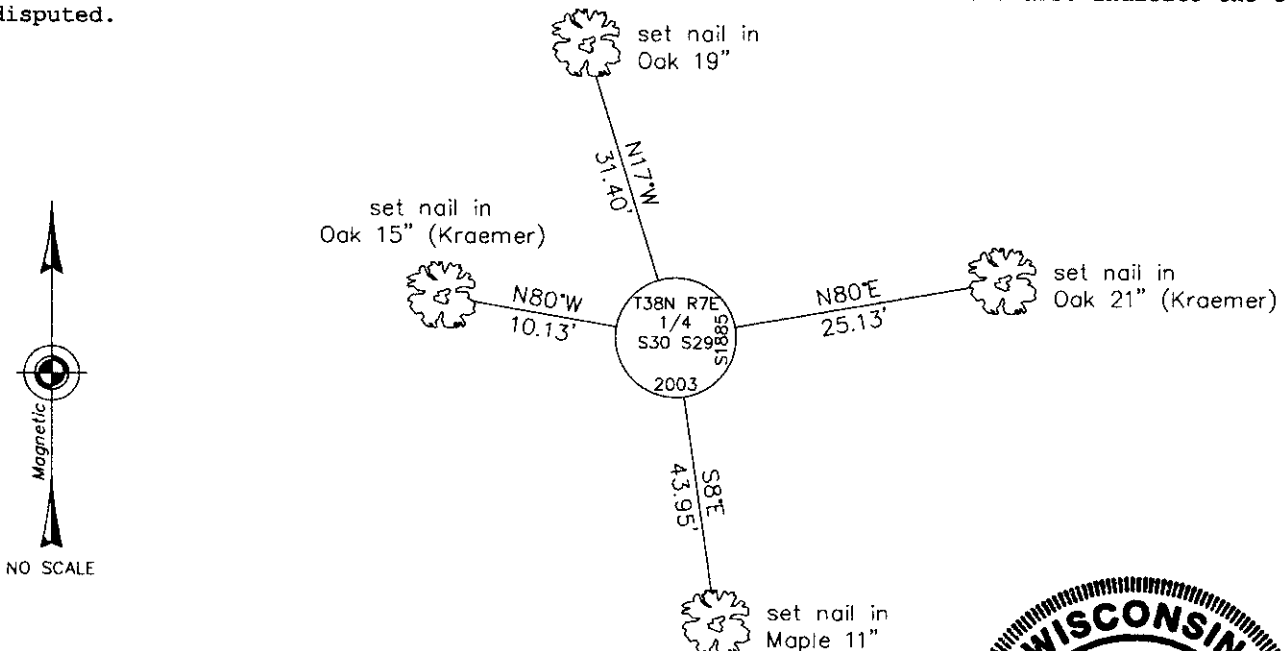 disputed.
set nail in
Oak 19"
N17°W
31.40'
set nail in
Oak 15" (Kraemer)
N80°W
10.13'
T38N R7E
1/4
S30 S29
S1885
2003
N80°E
25.13'
set nail in
Oak 21" (Kraemer)
Magnetic
NO SCALE
S8°E
43.95'
set nail in
Maple 11"
WISCONSIN